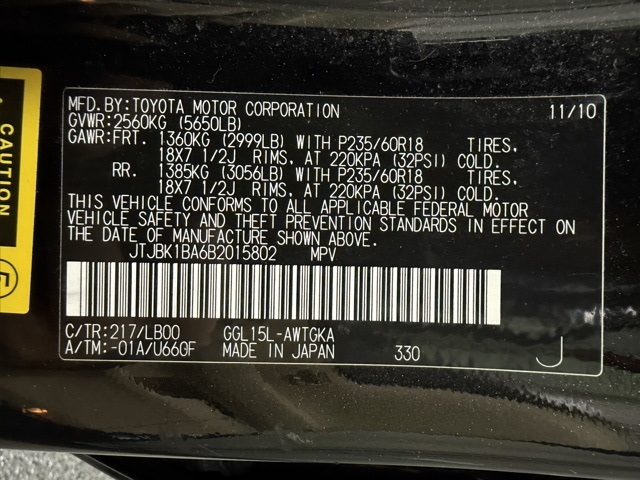 CAUTION
MFD.BY:TOYOTA MOTOR CORPORATION 11/10
GVWR:2560KG (5650LB)
GAWR:FRT. 1360KG (2999LB) WITH P235/60R18 TIRES,
18X7 1/2J RIMS, AT 220KPA (32PSI) COLD.
RR. 1385KG (3056LB) WITH P235/60R18 TIRES,
18X7 1/2J RIMS, AT 220KPA (32PSI) COLD.
THIS VEHICLE CONFORMS TO ALL APPLICABLE FEDERAL MOTOR
VEHICLE SAFETY AND THEFT PREVENTION STANDARDS IN EFFECT ON
THE DATE OF MANUFACTURE SHOWN ABOVE.
JTJBK1BA6B2015802 MPV
C/TR:217/LB00 GGL15L-AWTGKA
A/TM:-01A/U660F MADE IN JAPAN 330 J